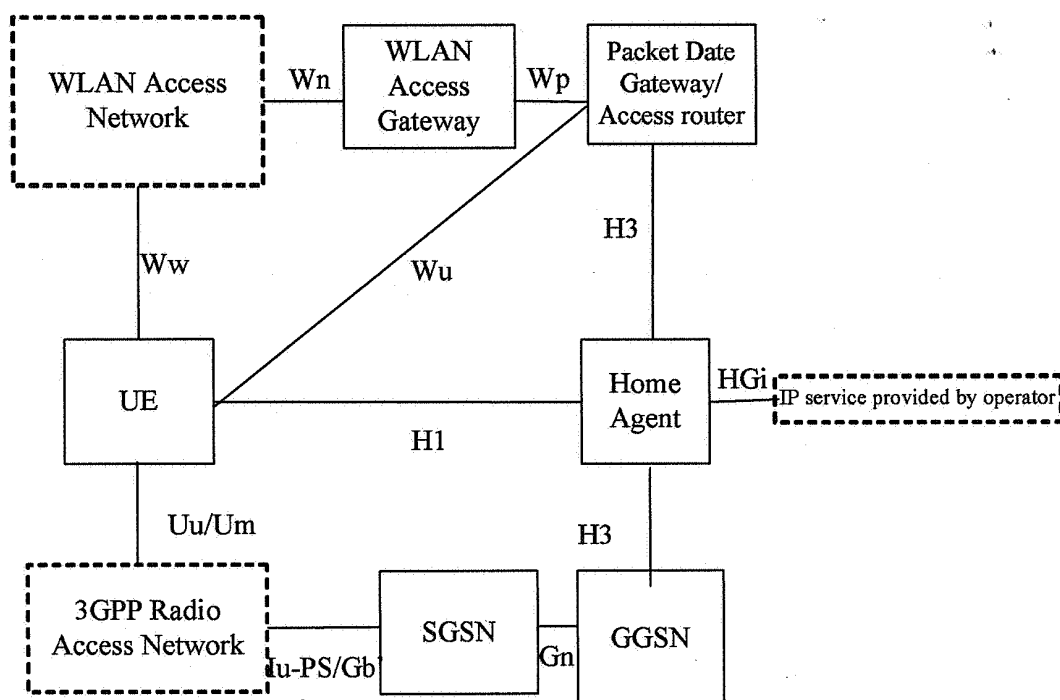 WLAN Access
Network
Wn
WLAN
Access
Gateway
Wp
Packet Date
Gateway/
Access router
Ww
Wu
H3
UE
H1
Home
Agent
HGi
IP service provided by operator
Uu/Um
H3
3GPP Radio
Access Network
Iu-PS/Gb
SGSN
Gn
GGSN